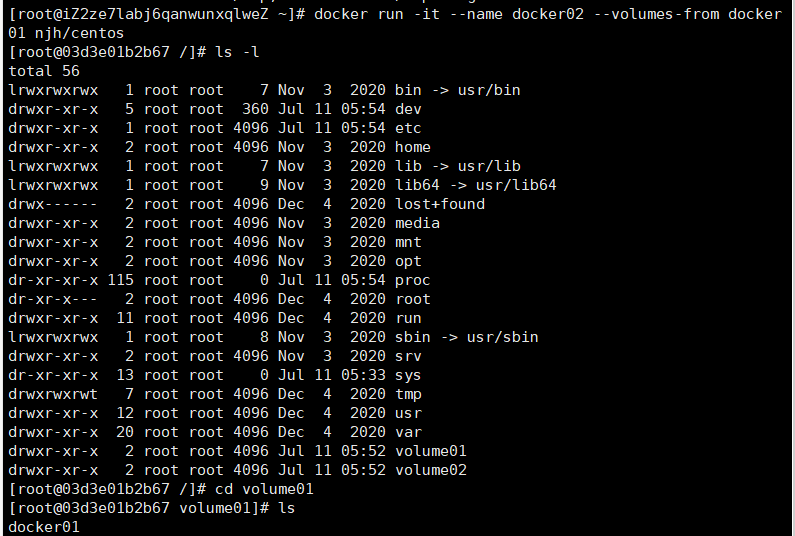 [root@iZ2ze7labj6qanwunxqlweZ ~]# docker run -it --name docker02 --volumes-from docker
01 njh/centos
[root@03d3e01b2b67 /]# ls -l
total 56
lrwxrwxrwx   1 root root    7 Nov  3  2020 bin -> usr/bin
drwxr-xr-x   5 root root  360 Jul 11 05:54 dev
drwxr-xr-x   1 root root 4096 Jul 11 05:54 etc
drwxr-xr-x   2 root root 4096 Nov  3  2020 home
lrwxrwxrwx   1 root root    7 Nov  3  2020 lib -> usr/lib
lrwxrwxrwx   1 root root    9 Nov  3  2020 lib64 -> usr/lib64
drwx------   2 root root 4096 Dec  4  2020 lost+found
drwxr-xr-x   2 root root 4096 Nov  3  2020 media
drwxr-xr-x   2 root root 4096 Nov  3  2020 mnt
drwxr-xr-x   2 root root 4096 Nov  3  2020 opt
dr-xr-xr-x 115 root root    0 Jul 11 05:54 proc
dr-xr-x---   2 root root 4096 Dec  4  2020 root
drwxr-xr-x  11 root root 4096 Dec  4  2020 run
lrwxrwxrwx   1 root root    8 Nov  3  2020 sbin -> usr/sbin
drwxr-xr-x   2 root root 4096 Nov  3  2020 srv
dr-xr-xr-x  13 root root    0 Jul 11 05:33 sys
drwxrwxrwt   7 root root 4096 Dec  4  2020 tmp
drwxr-xr-x  12 root root 4096 Dec  4  2020 usr
drwxr-xr-x  20 root root 4096 Dec  4  2020 var
drwxr-xr-x   2 root root 4096 Jul 11 05:52 volume01
drwxr-xr-x   2 root root 4096 Jul 11 05:52 volume02
[root@03d3e01b2b67 /]# cd volume01
[root@03d3e01b2b67 volume01]# ls
docker01